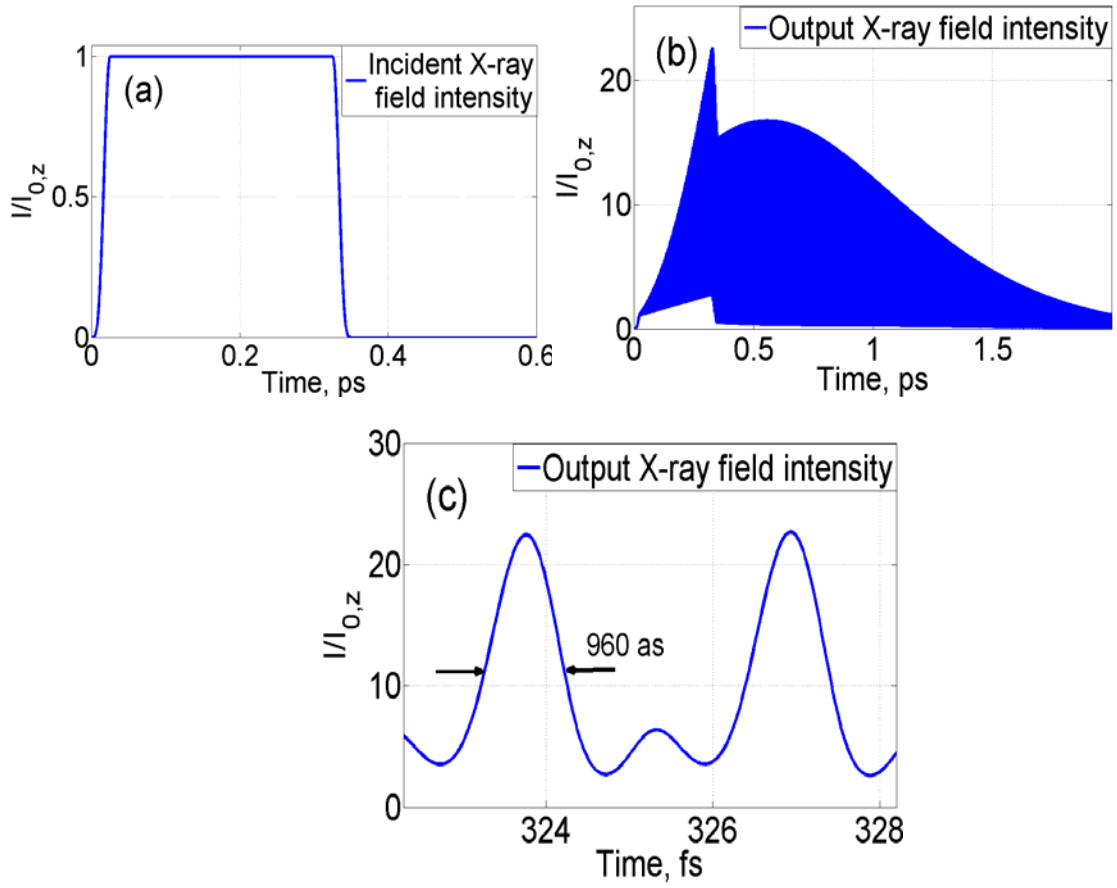 (a)
Incident X-ray
field intensity
I/I0,z
1
0.5
0
0 0.2 0.4 0.6
Time, ps
(b)
Output X-ray field intensity
I/I0,z
20
10
0
0 0.5 1 1.5
Time, ps
(c)
Output X-ray field intensity
I/I0,z
30
20
960 as
10
0
324 326 328
Time, fs